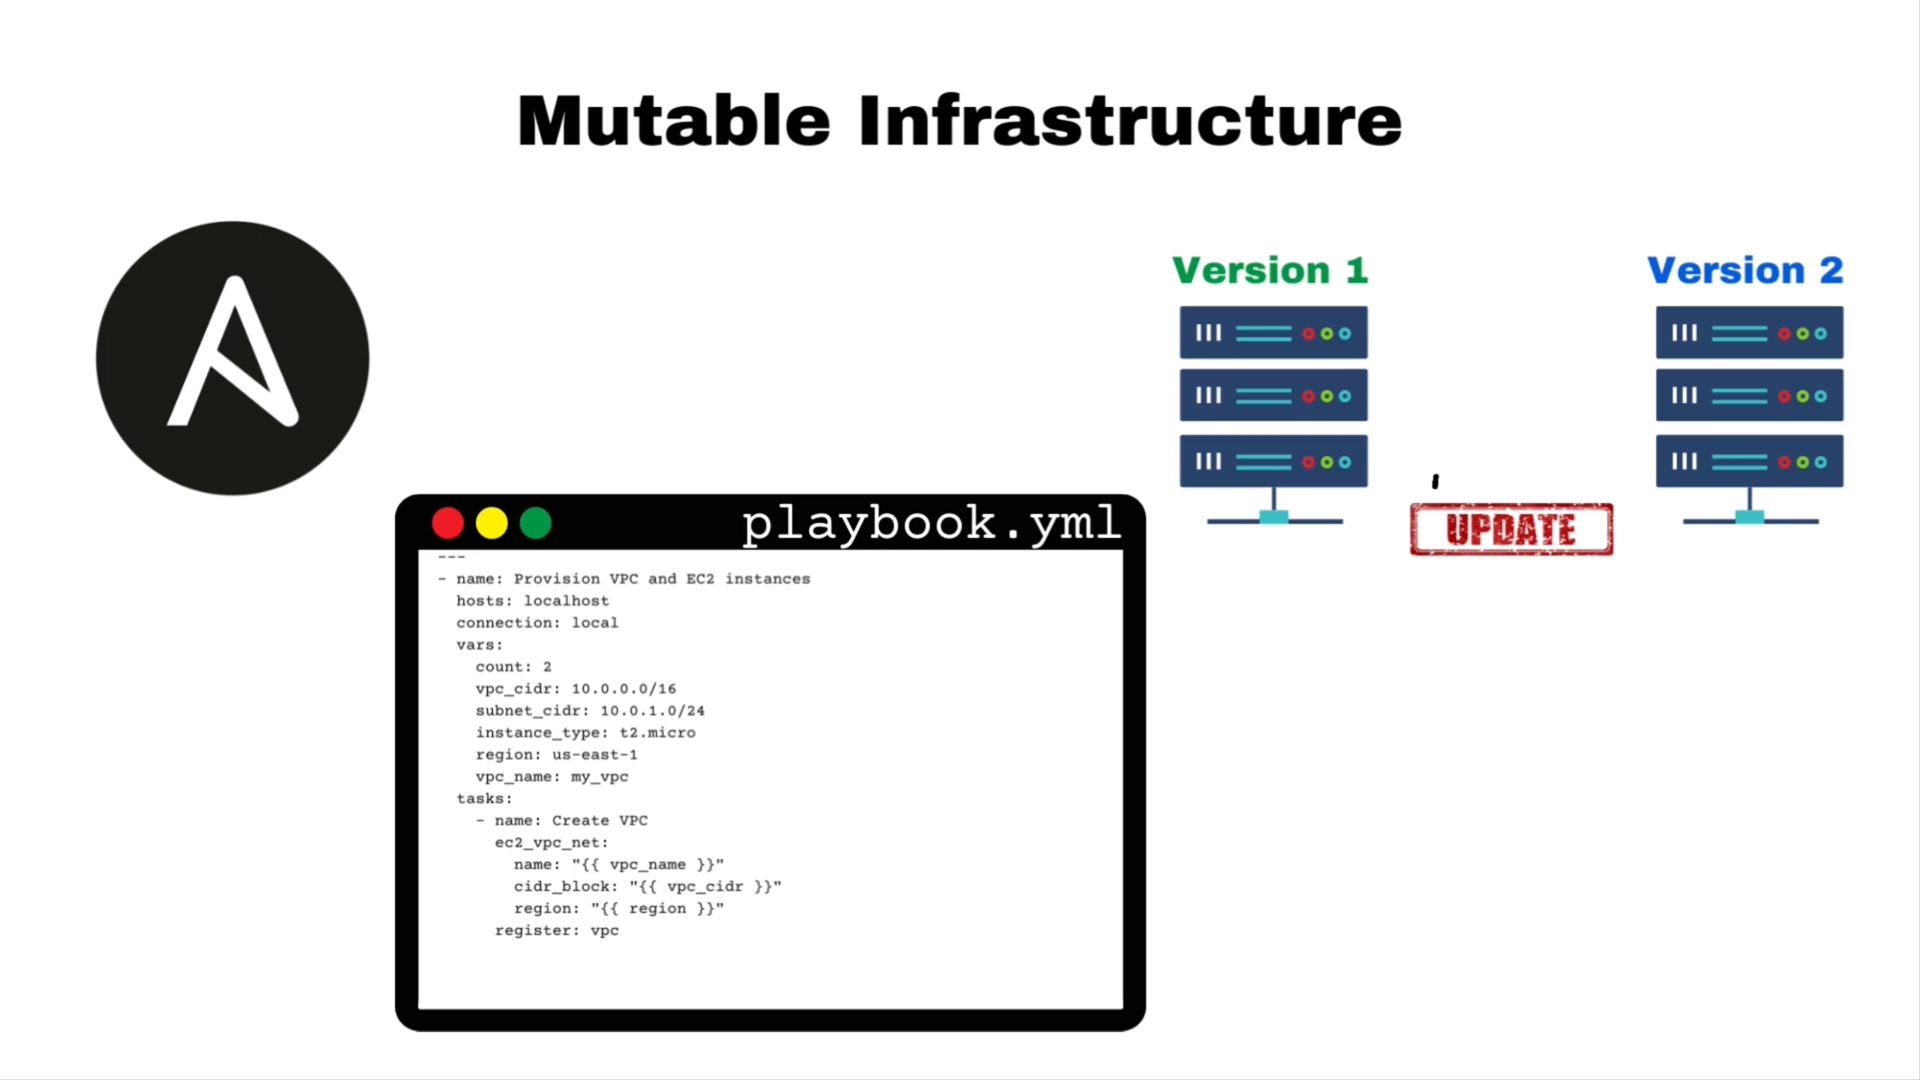 Mutable Infrastructure
Version 1
Version 2
UPDATE
playbook.yml
---
- name: Provision VPC and EC2 instances
  hosts: localhost
  connection: local
  vars:
    count: 2
    vpc_cidr: 10.0.0.0/16
    subnet_cidr: 10.0.1.0/24
    instance_type: t2.micro
    region: us-east-1
    vpc_name: my_vpc
  tasks:
    - name: Create VPC
      ec2_vpc_net:
        name: "{{ vpc_name }}"
        cidr_block: "{{ vpc_cidr }}"
        region: "{{ region }}"
      register: vpc